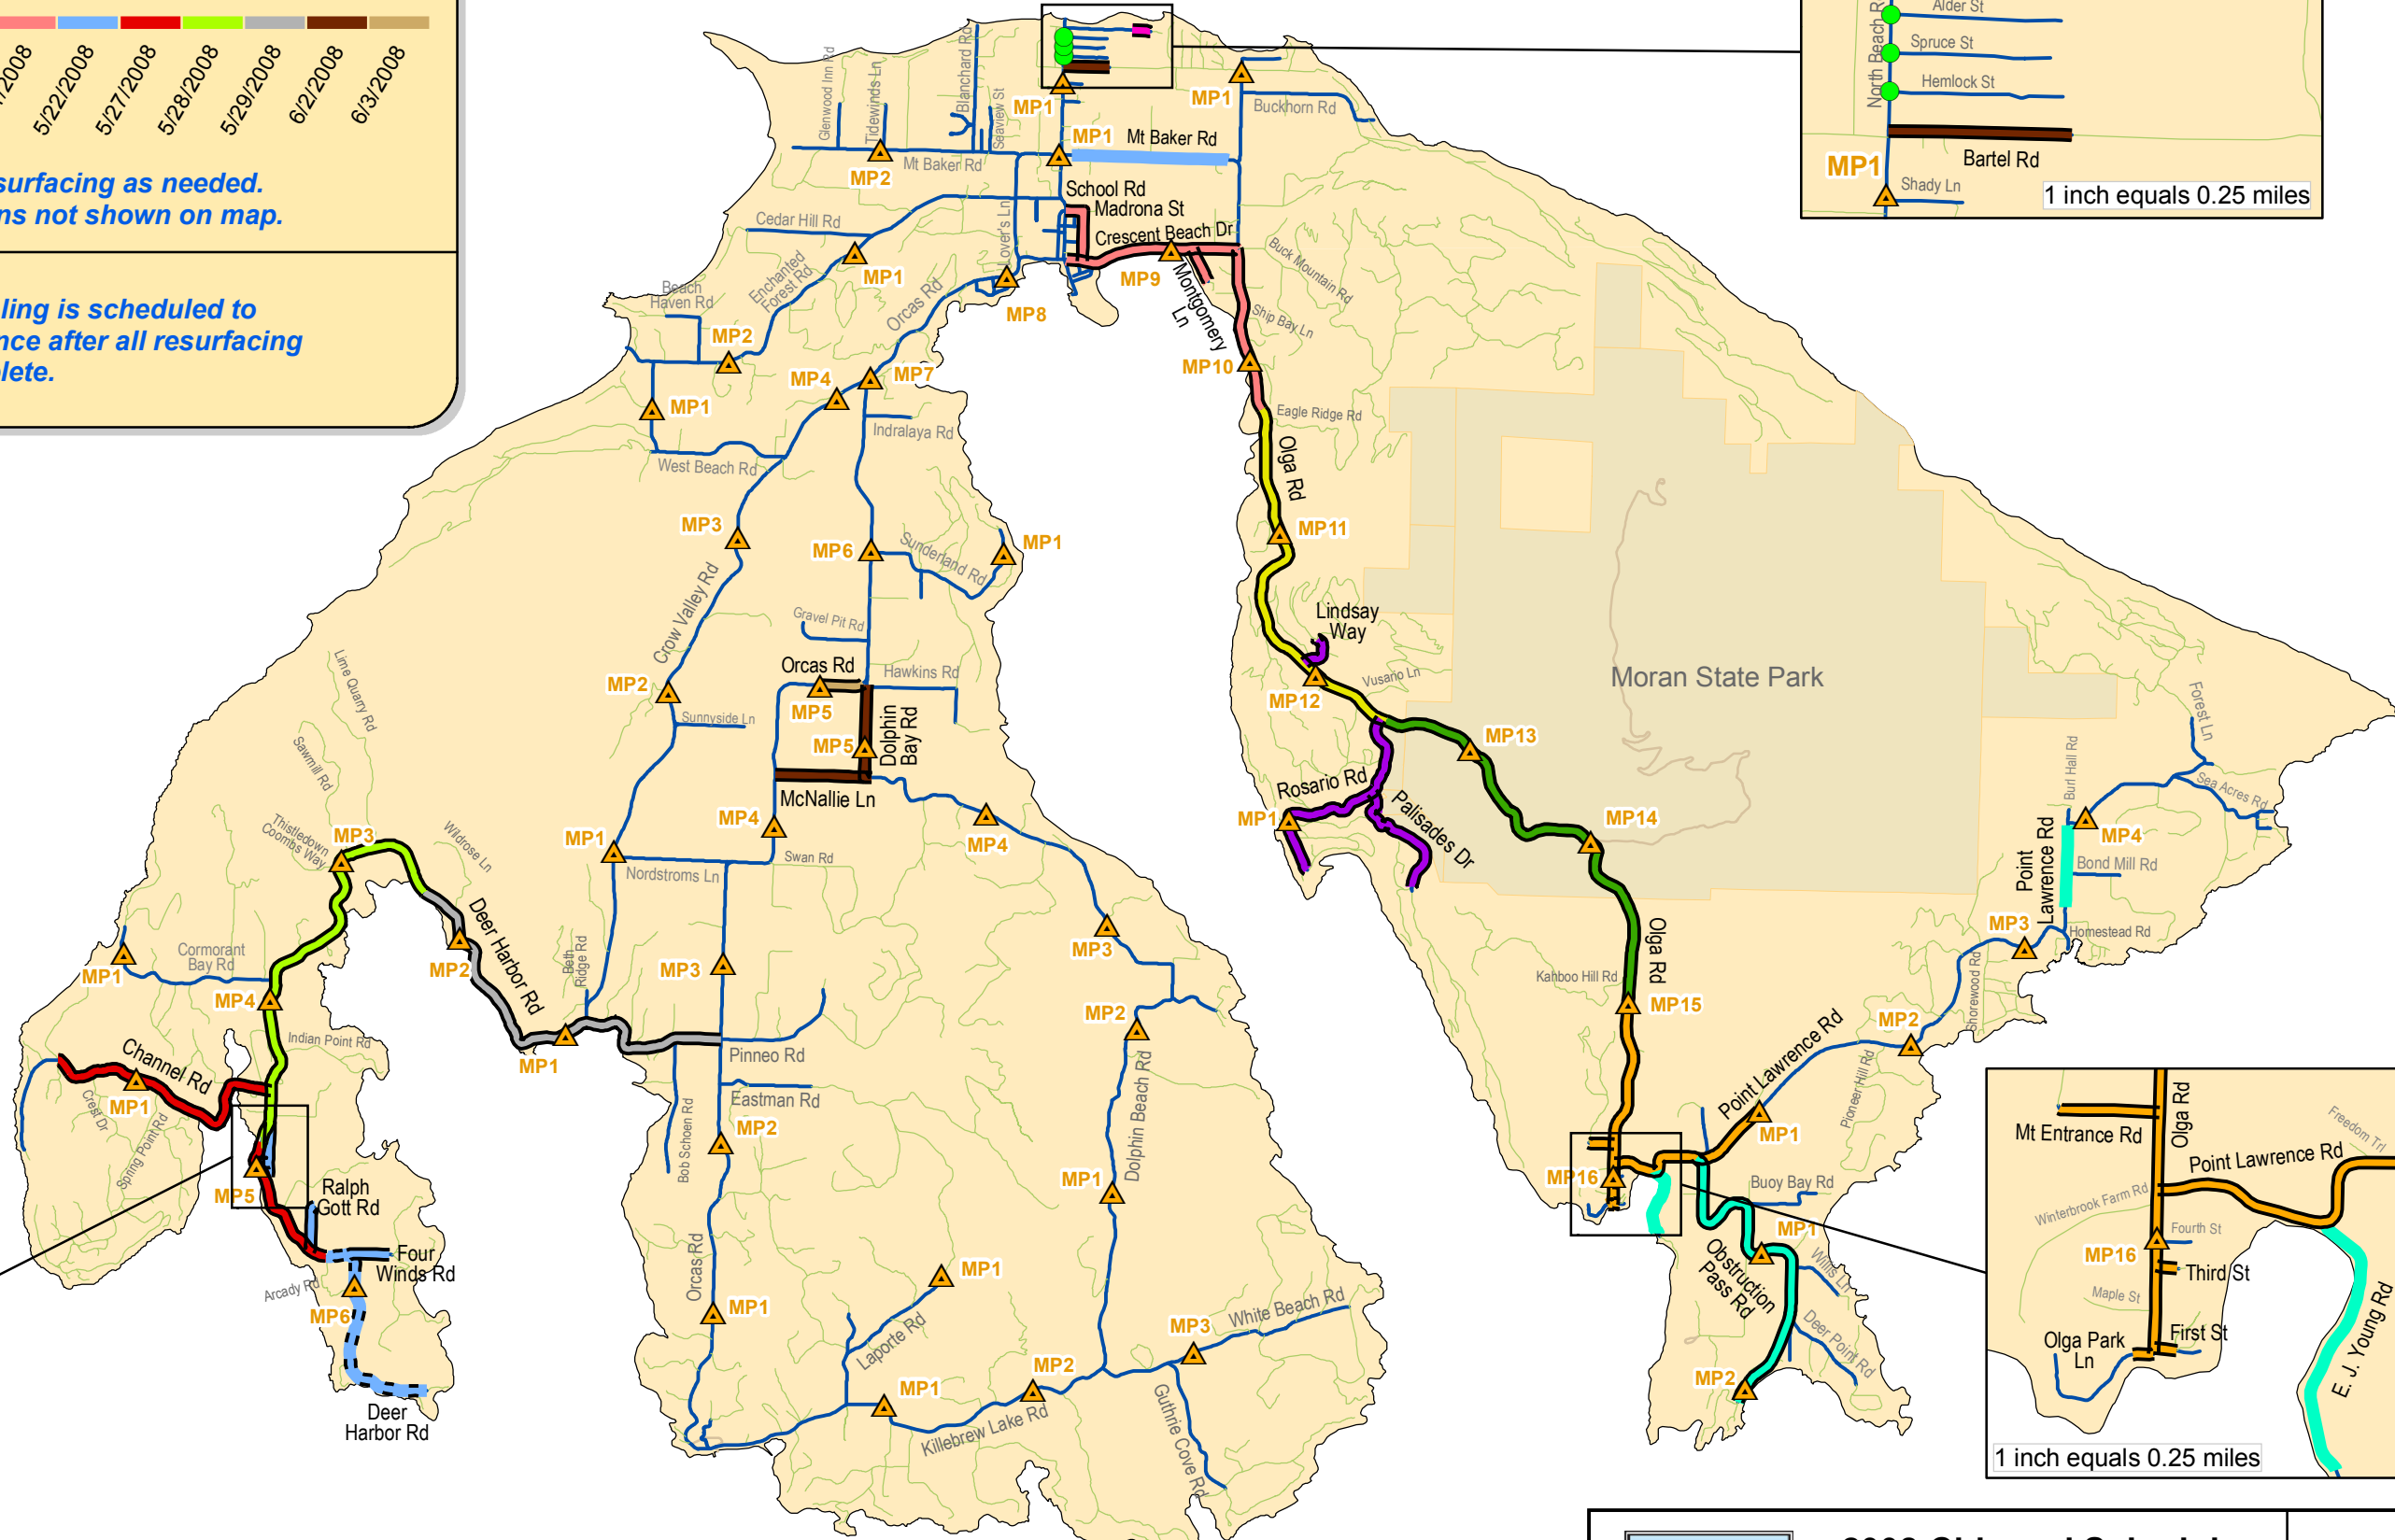 /2008
5/22/2008
5/27/2008
5/28/2008
5/29/2008
6/2/2008
6/3/2008
surfacing as needed.
ns not shown on map.
ling is scheduled to
nce after all resurfacing
lete.
Glenwood Inn Rd
Tidewinds Ln
Blanchard Rd
Seaview St
MP1
MP1
Buckhorn Rd
MP1
Mt Baker Rd
MP2
Mt Baker Rd
School Rd
Madrona St
Crescent Beach Dr
Lover's Ln
Cedar Hill Rd
MP1
Enchanted
Forest Rd
Beach
Haven Rd
Orcas Rd
MP8
MP9
Montgomery
Ln
Buck Mountain Rd
Ship Bay Ln
MP10
Eagle Ridge Rd
MP2
MP4
MP7
MP1
Indralaya Rd
West Beach Rd
Olga Rd
MP11
MP3
MP6
Sunderland Rd
MP1
Crow Valley Rd
Gravel Pit Rd
Lindsay
Way
MP12
Vusario Ln
Moran State Park
Orcas Rd
Hawkins Rd
MP2
MP5
Sunnyside Ln
MP5
Dolphin
Bay Rd
McNallie Ln
MP13
Rosario Rd
MP1
Palisades Dr
MP14
Lime Quarry Rd
Sawmill Rd
Thistledown
Coombs Way
MP3
Wildrose Ln
MP1
MP4
MP4
Swan Rd
Nordstroms Ln
Forest Ln
Burl Hall Rd
Sea Acres Rd
MP4
Point
Lawrence Rd
Bond Mill Rd
MP3
Homestead Rd
Shorewood Rd
Deer Harbor Rd
MP2
Cormorant
Bay Rd
MP1
MP4
Beth
Ridge Rd
MP3
MP3
Olga Rd
Kahboo Hill Rd
MP15
MP2
MP2
Indian Point Rd
Channel Rd
MP1
Crest Dr
Spring Point Rd
MP1
Pinneo Rd
Eastman Rd
Bob Schoen Rd
MP2
Dolphin Beach Rd
MP1
Point Lawrence Rd
Pioneer Hill Rd
MP1
MP16
Buoy Bay Rd
MP1
Obstruction
Pass Rd
Willis Ln
Deer Point Rd
MP2
MP5
Ralph
Gott Rd
Four
Winds Rd
Arcady Rd
MP6
Deer
Harbor Rd
Orcas Rd
MP1
MP1
Laporte Rd
MP1
MP2
Killebrew Lake Rd
MP3
White Beach Rd
Guthrie Cove Rd
North Beach R
Alder St
Spruce St
Hemlock St
Bartel Rd
MP1
Shady Ln
1 inch equals 0.25 miles
Olga Rd
Mt Entrance Rd
Freedom Trl
Point Lawrence Rd
Winterbrook Farm Rd
Fourth St
MP16
Third St
Maple St
First St
Olga Park
Ln
E. J. Young Rd
1 inch equals 0.25 miles